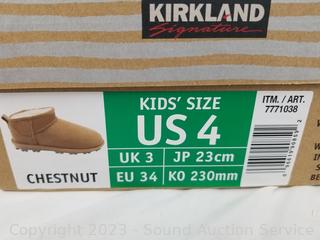 KIRKLAND
Signature
KIDS' SIZE
US 4
UK 3 JP 23cm
EU 34 KO 230mm
CHESTNUT
ITM. / ART.
7771038
Copyright 2023 - Sound Auction Service